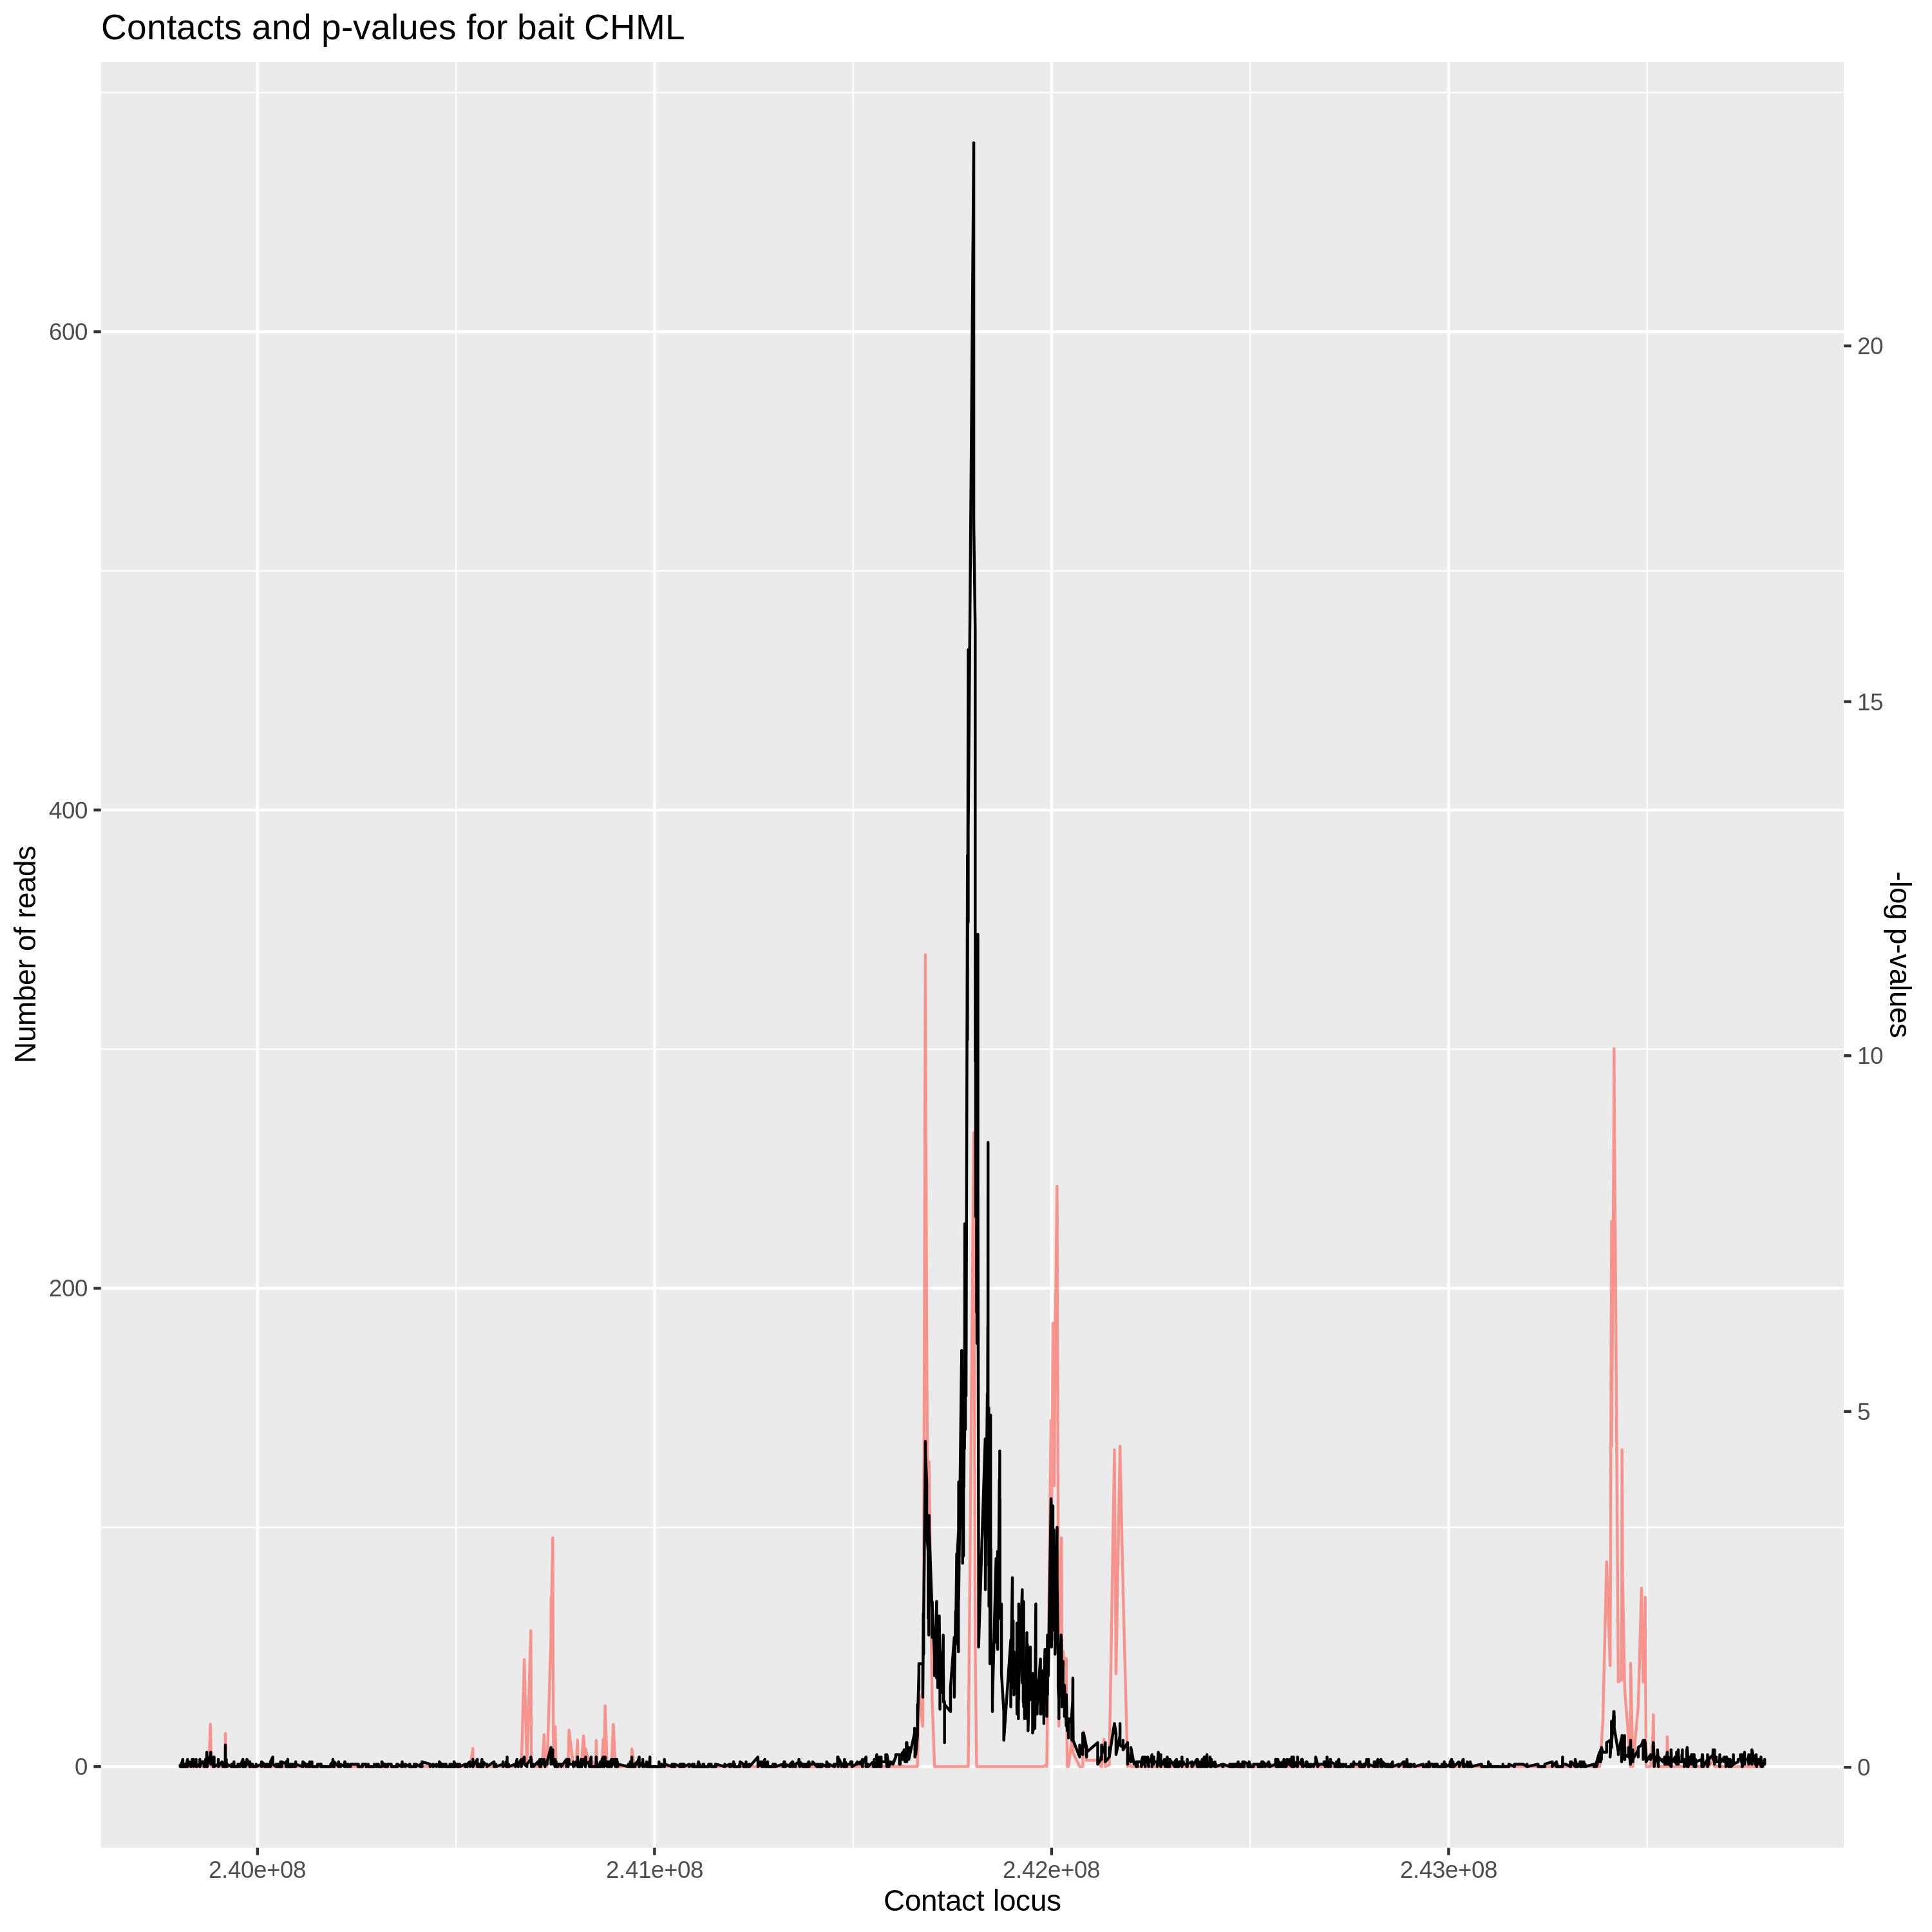 Contacts and p-values for bait CHML
600
400
200
0
Number of reads
20
15
10
5
0
-log p-values
2.40e+08
2.41e+08
2.42e+08
2.43e+08
Contact locus